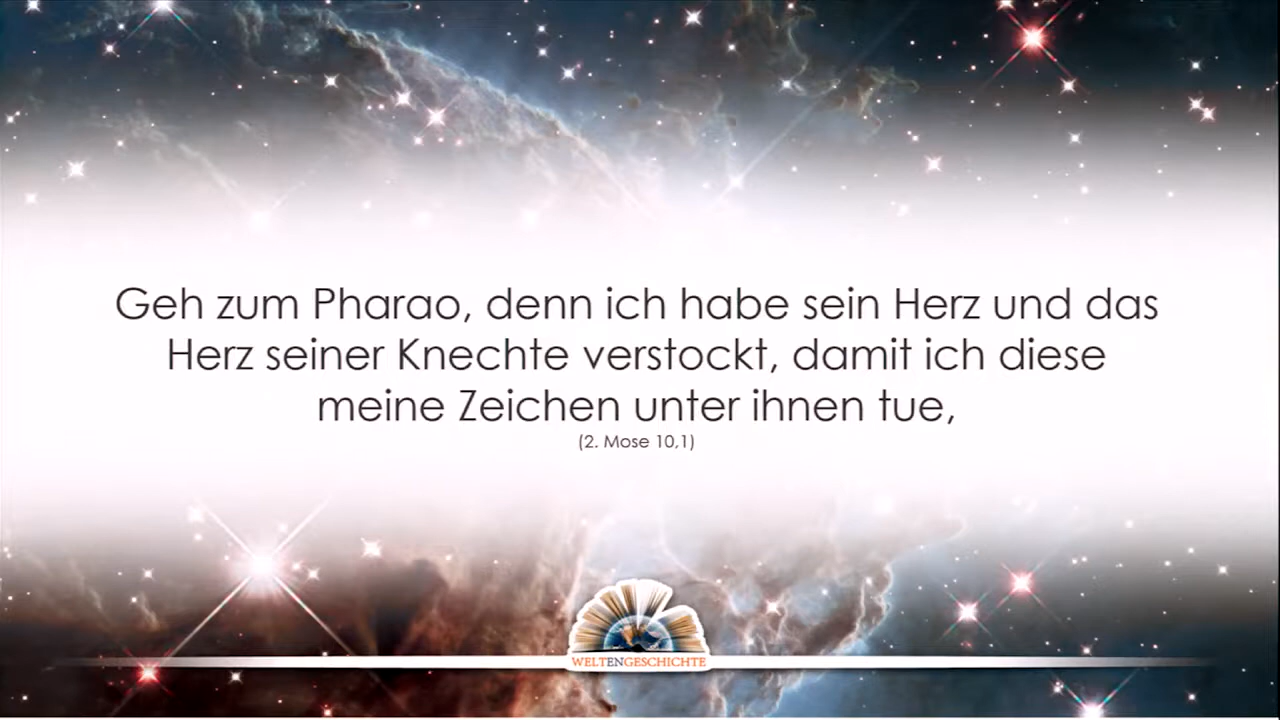 Geh zum Pharao, denn ich habe sein Herz und das
Herz seiner Knechte verstockt, damit ich diese
meine Zeichen unter ihnen tue,
(2. Mose 10,1)
WELTENGESCHICHTE